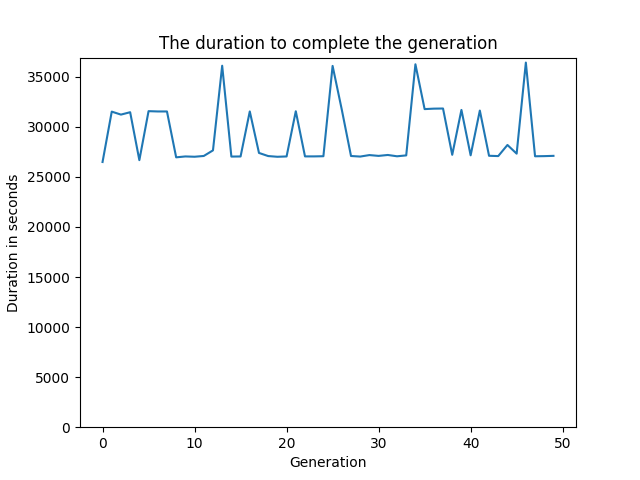 The duration to complete the generation
35000
30000
25000
20000
15000
10000
5000
0
Duration in seconds
0 10 20 30 40 50
Generation